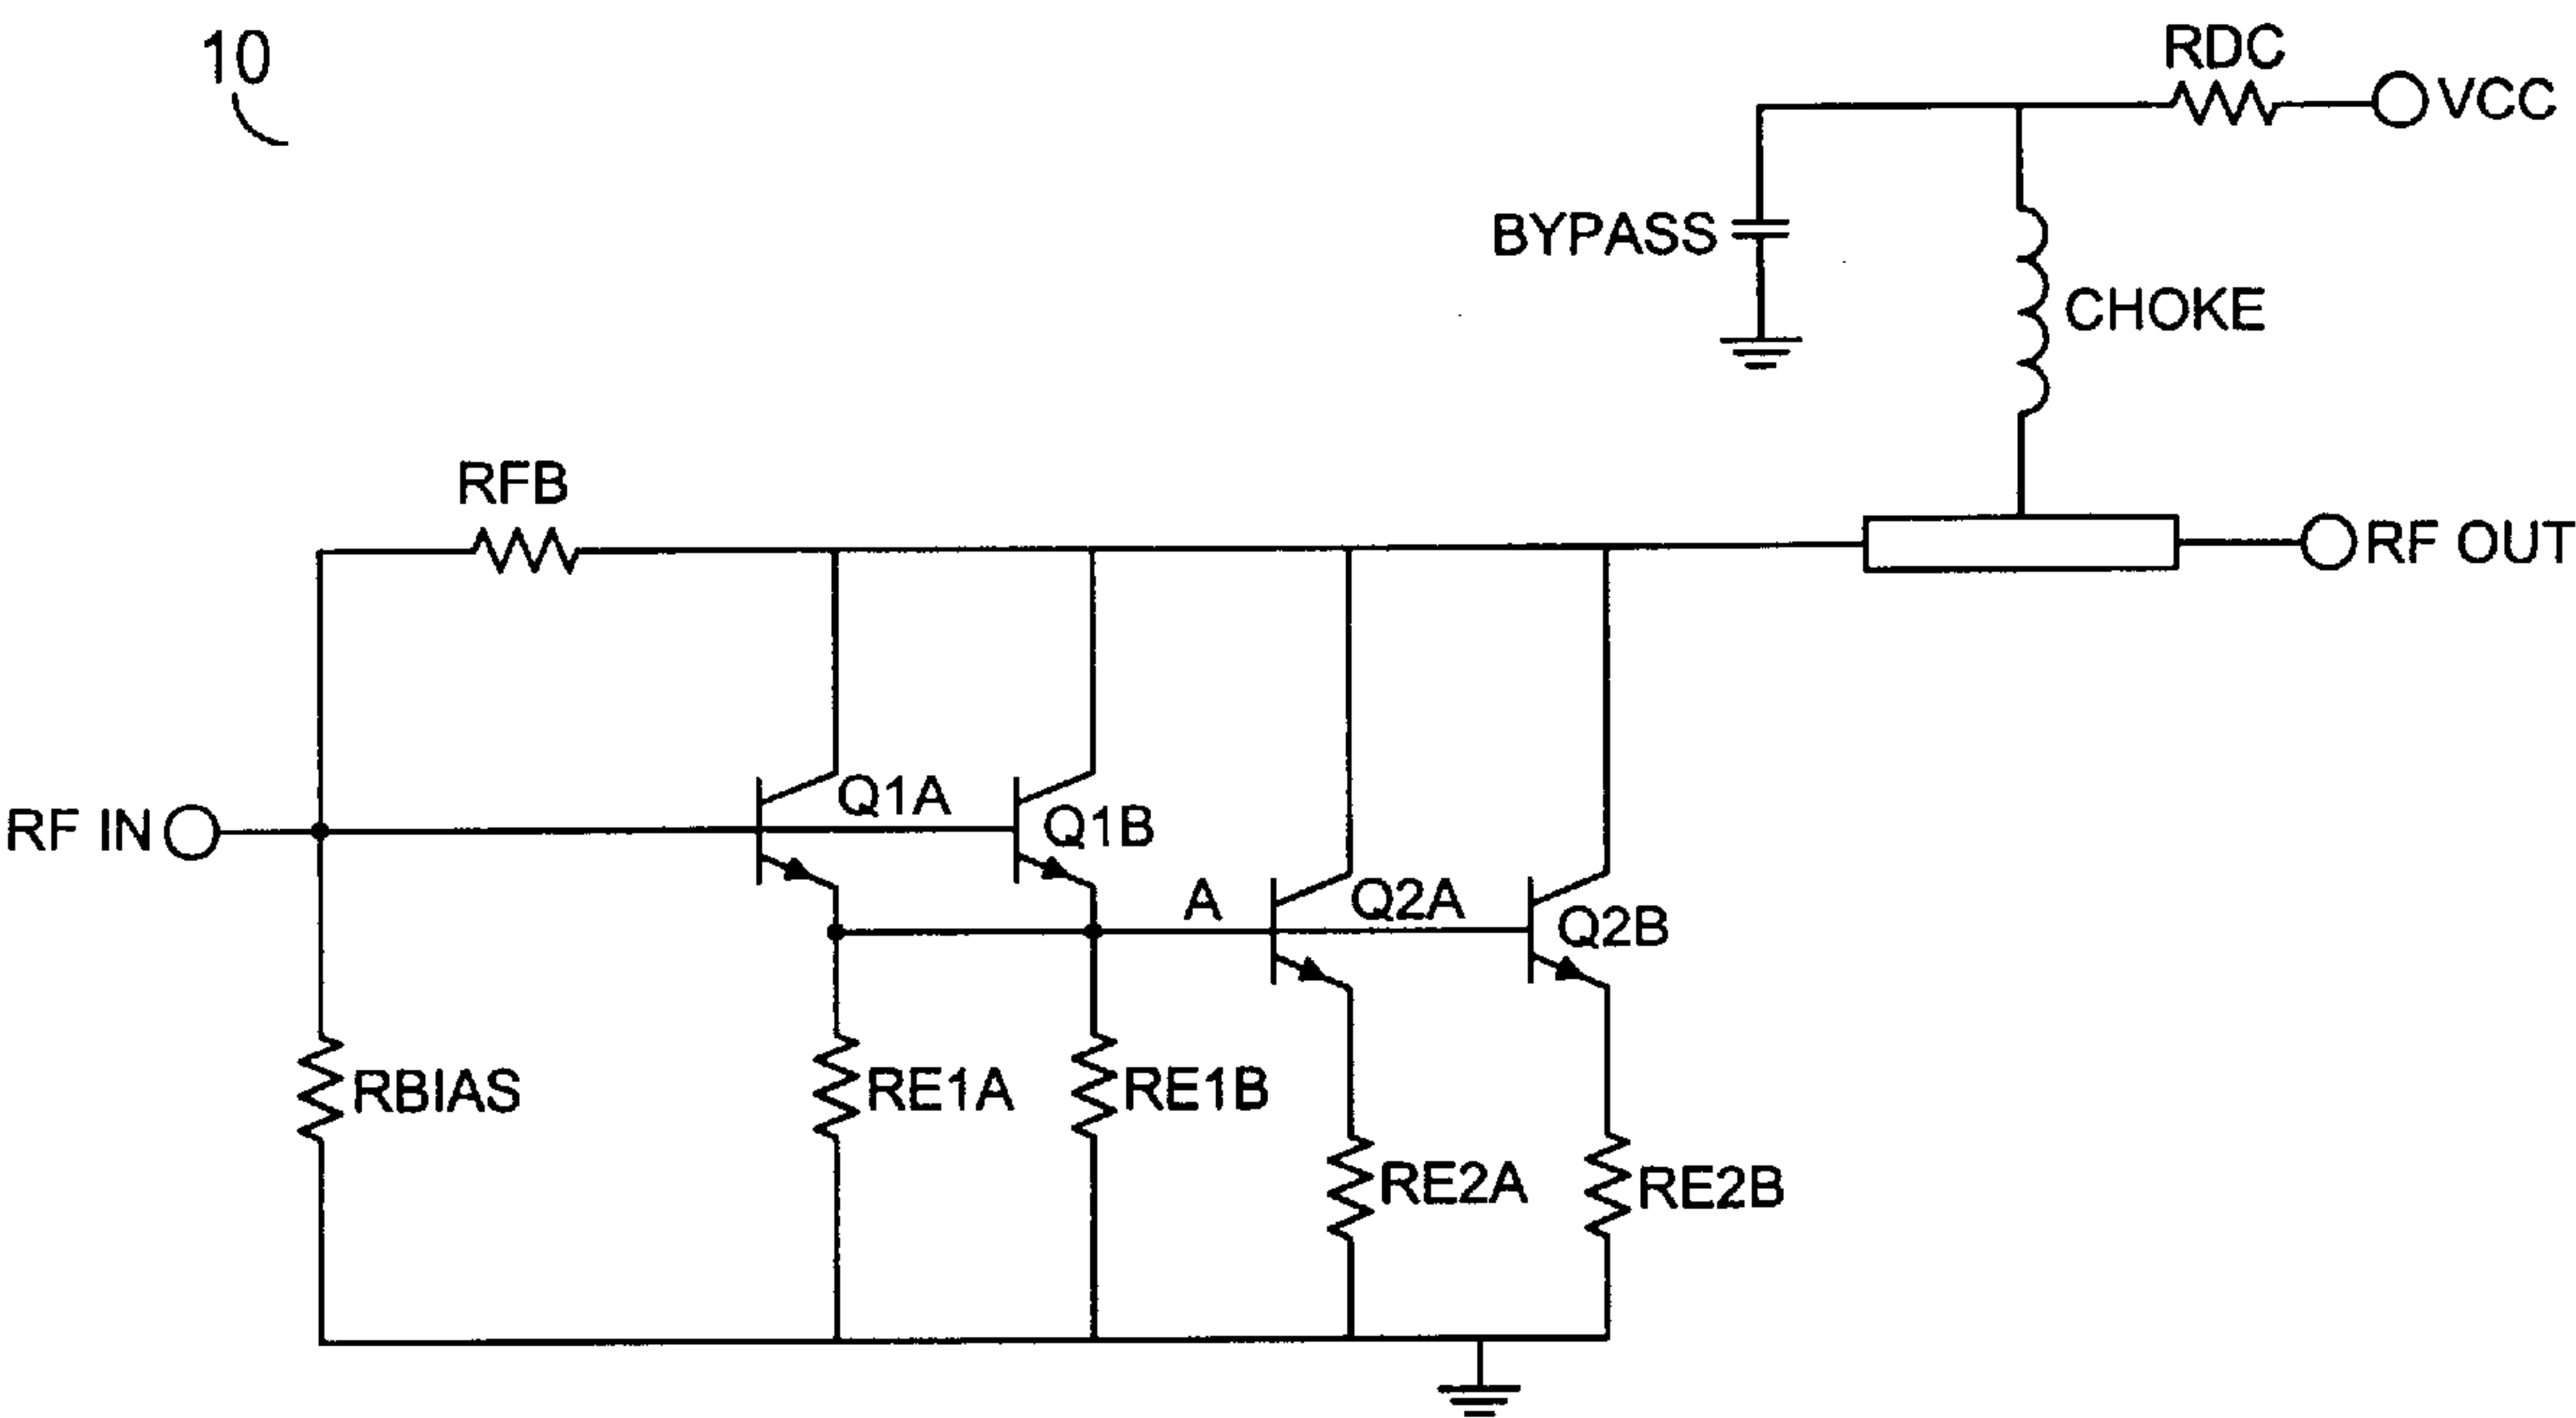 10
RDC
VCC
BYPASS
CHOKE
RFB
RF OUT
Q1A
RF IN
Q1B
A
Q2A
Q2B
RBIAS
RE1A
RE1B
RE2A
RE2B